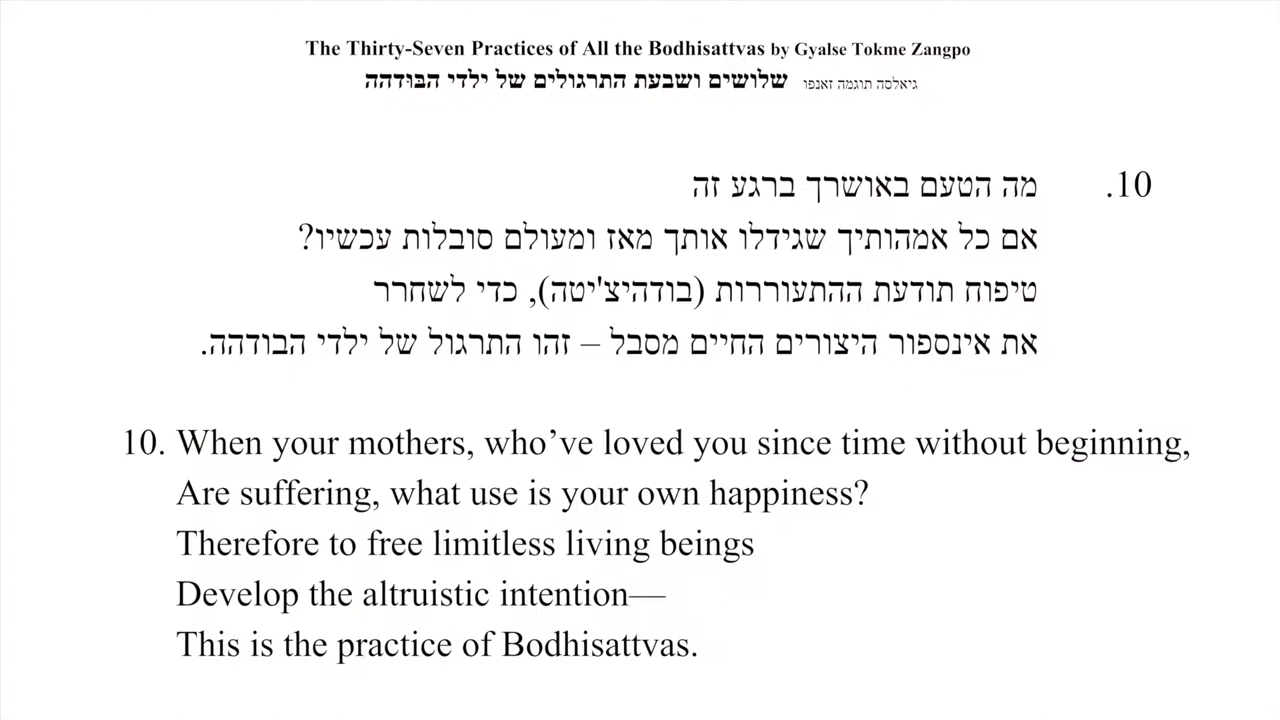 The Thirty-Seven Practices of All the Bodhisattvas by Gyalse Tokme Zangpo
שלושים ושבעת התרגולים של ילדי הבּוּדהה גיאלסה תוגמה זאנפו
10. מה הטעם באושרך ברגע זה
אם כל אמהותיך שגידלו אותך מאז ומעולם סובלות עכשיו?
טיפוח תודעת ההתעוררות (בודהיצ'יטה), כדי לשחרר
את אינספור היצורים החיים מסבל – זהו התרגול של ילדי הבודהה.
10. When your mothers, who’ve loved you since time without beginning,
Are suffering, what use is your own happiness?
Therefore to free limitless living beings
Develop the altruistic intention—
This is the practice of Bodhisattvas.